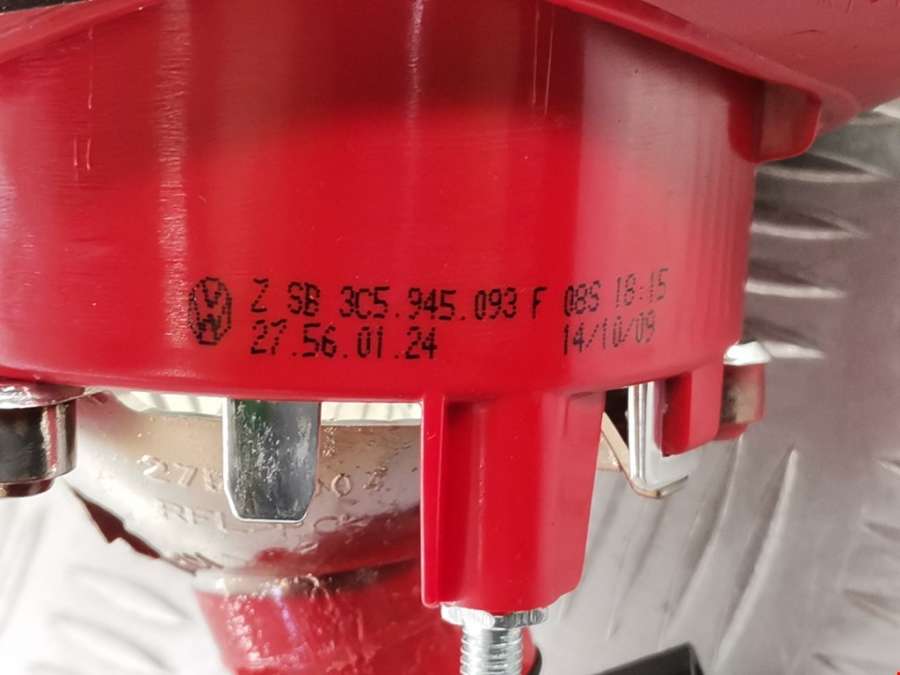 Z SB 3C5.945.093 F 08S 18:15
27.56.01.24 14/10/09